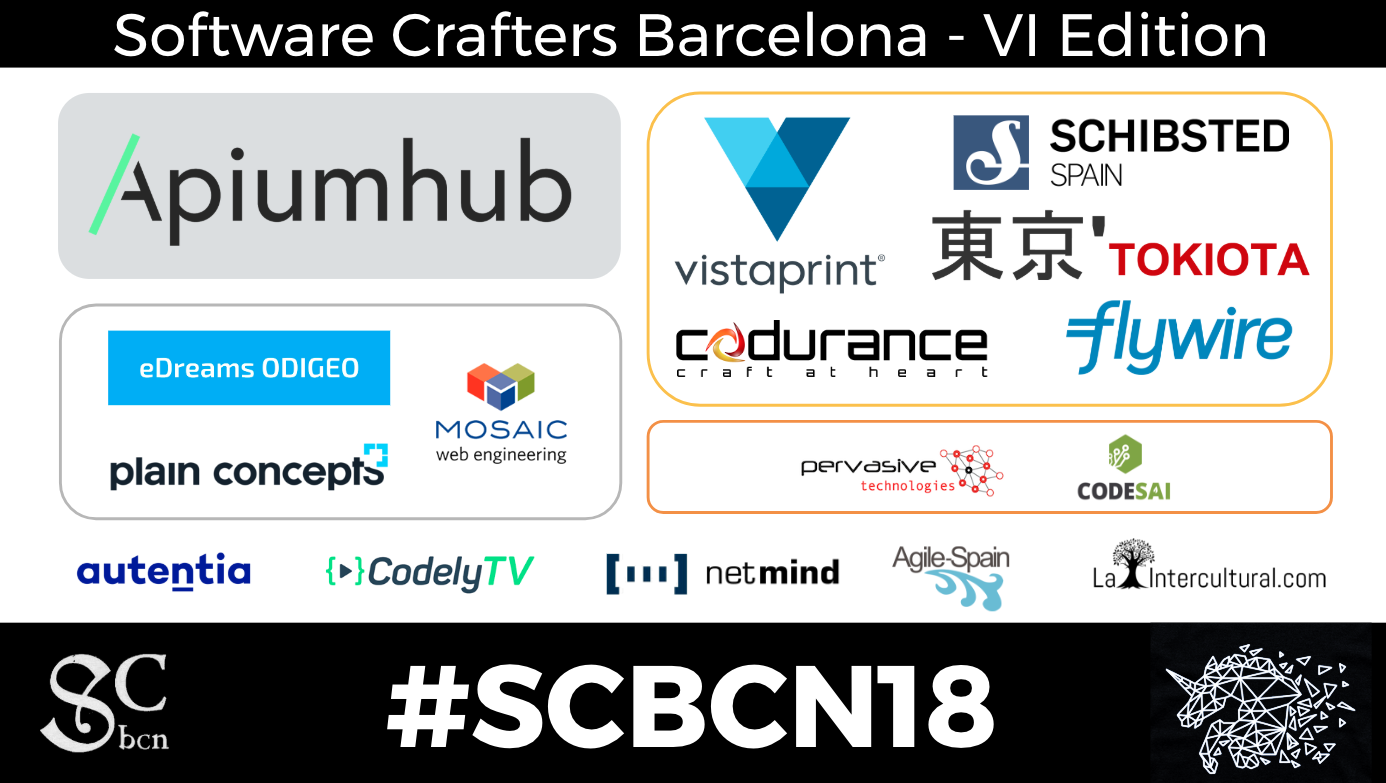 Software Crafters Barcelona - VI Edition
Apiumhub
vistaprint®
SCHIBSTED
SPAIN
東京'TOKIOTA
codurance
craft at heart
flywire
eDreams ODIGEO
plain concepts
MOSAIC
web engineering
pervasive
technologies
CODESAI
autentia
{▶}CodelyTV
netmind
Agile-Spain
La Intercultural.com
SC
bcn
#SCBCN18